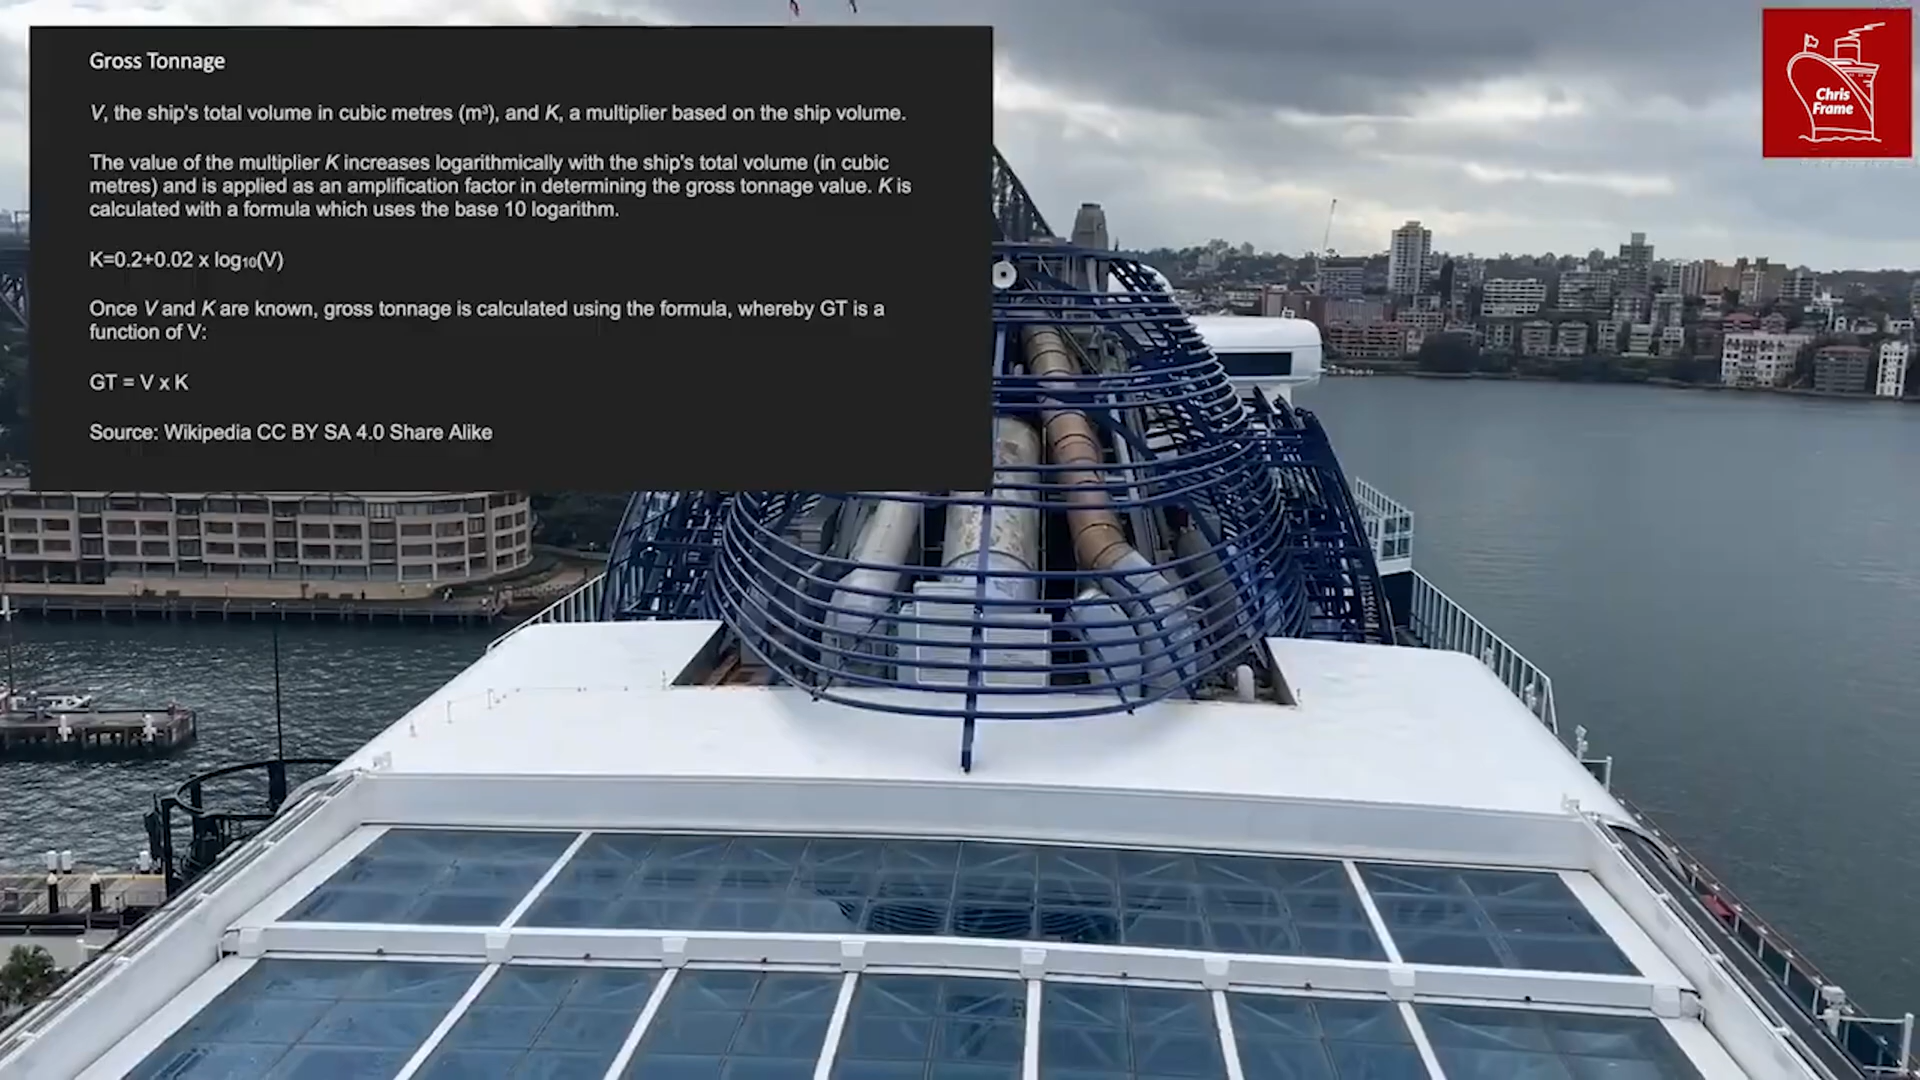 Gross Tonnage
V, the ship's total volume in cubic metres (m³), and K, a multiplier based on the ship volume.
The value of the multiplier K increases logarithmically with the ship's total volume (in cubic
metres) and is applied as an amplification factor in determining the gross tonnage value. K is
calculated with a formula which uses the base 10 logarithm.
K=0.2+0.02 x log₁₀(V)
Once V and K are known, gross tonnage is calculated using the formula, whereby GT is a
function of V:
GT = V x K
Source: Wikipedia CC BY SA 4.0 Share Alike
Chris
Frame